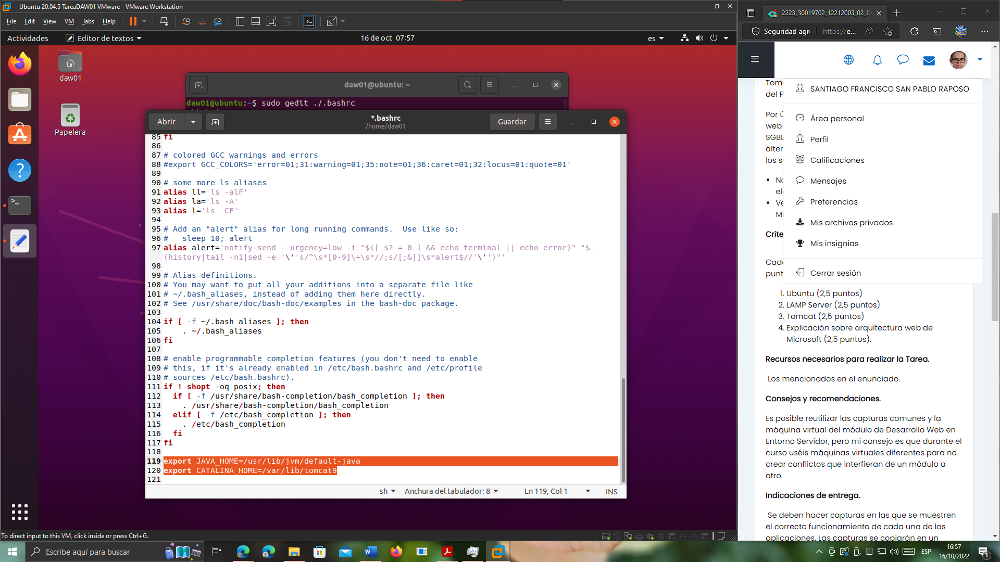 Ubuntu 20.04.5 TareaDAW01 VMware - VMware Workstation
File Edit View VM Tabs Help
Actividades
Editor de textos
16 de oct 07:57
es
daw01
Papelera
daw01@ubuntu: ~
daw01@ubuntu:~$ sudo gedit ./.bashrc
Abrir
*.bashrc
/home/daw01
Guardar
85 fi
86
87 # colored GCC warnings and errors
88 #export GCC_COLORS='error=01;31:warning=01;35:note=01;36:caret=01;32:locus=01:quote=01'
89
90 # some more ls aliases
91 alias ll='ls -alF'
92 alias la='ls -A'
93 alias l='ls -CF'
94
95 # Add an "alert" alias for long running commands.  Use like so:
96 #   sleep 10; alert
97 alias alert='notify-send --urgency=low -i "$([ $? = 0 ] && echo terminal || echo error)" "$-
(history|tail -n1|sed -e '\''s/^\s*[0-9]\+\s*//;s/[;&|]\s*alert$//'\'')"'
98
99 # Alias definitions.
100 # You may want to put all your additions into a separate file like
101 # ~/.bash_aliases, instead of adding them here directly.
102 # See /usr/share/doc/bash-doc/examples in the bash-doc package.
103
104 if [ -f ~/.bash_aliases ]; then
105     . ~/.bash_aliases
106 fi
107
108 # enable programmable completion features (you don't need to enable
109 # this, if it's already enabled in /etc/bash.bashrc and /etc/profile
110 # sources /etc/bash.bashrc).
111 if ! shopt -oq posix; then
112   if [ -f /usr/share/bash-completion/bash_completion ]; then
113     . /usr/share/bash-completion/bash_completion
114   elif [ -f /etc/bash_completion ]; then
115     . /etc/bash_completion
116   fi
117 fi
118
119 export JAVA_HOME=/usr/lib/jvm/default-java
120 export CATALINA_HOME=/var/lib/tomcat9
121
sh
Anchura del tabulador: 8
Ln 119, Col 1
INS
To direct input to this VM, click inside or press Ctrl+G.
2223_30019702_12212003_02_D
Seguridad agr
https://e...
Tom
del P
Por ú
web
SGBD
alter
los si
• No
ele
• Ve
Mi
Crite
Cada
punt
SANTIAGO FRANCISCO SAN PABLO RAPOSO
Área personal
Perfil
Calificaciones
Mensajes
Preferencias
Mis archivos privados
Mis insignias
Cerrar sesión
1. Ubuntu (2,5 puntos)
2. LAMP Server (2,5 puntos)
3. Tomcat (2,5 puntos)
4. Explicación sobre arquitectura web de
Microsoft (2,5 puntos).
Recursos necesarios para realizar la Tarea.
Los mencionados en el enunciado.
Consejos y recomendaciones.
Es posible reutilizar las capturas comunes y la
máquina virtual del módulo de Desarrollo Web en
Entorno Servidor, pero mi consejo es que durante el
curso uséis máquinas virtuales diferentes para no
crear conflictos que interfieran de un módulo a
otro.
Indicaciones de entrega.
Se deben hacer capturas en las que se muestren
el correcto funcionamiento de cada una de las
aplicaciones. Las capturas se copiarán en un
Escribe aquí para buscar
ESP
16:57
16/10/2022
1